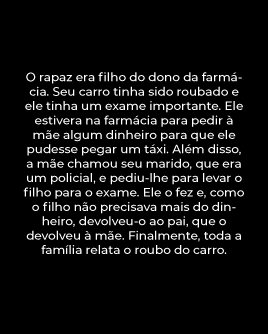 O rapaz era filho do dono da farmá-
cia. Seu carro tinha sido roubado e
ele tinha um exame importante. Ele
estivera na farmácia para pedir à
mãe algum dinheiro para que ele
pudesse pegar um táxi. Além disso,
a mãe chamou seu marido, que era
um policial, e pediu-lhe para levar o
filho para o exame. Ele o fez e, como
o filho não precisava mais do din-
heiro, devolveu-o ao pai, que o
devolveu à mãe. Finalmente, toda a
família relata o roubo do carro.